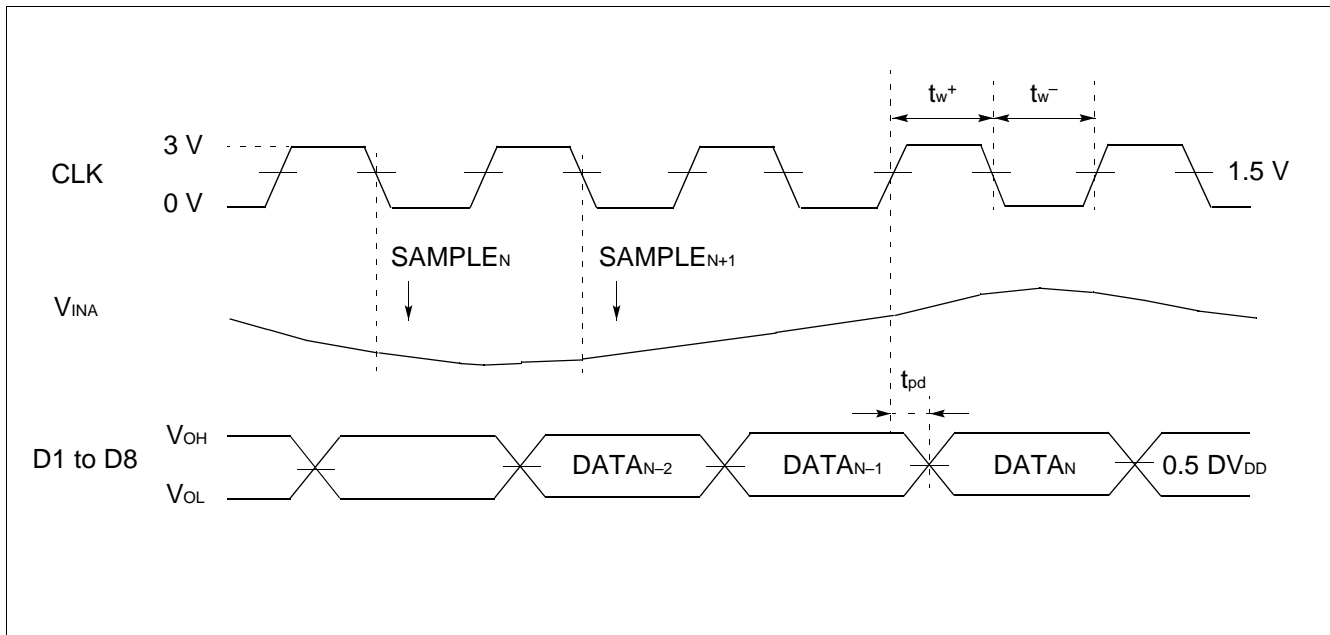 tw+ tw–
3 V
CLK
1.5 V
0 V
SAMPLEN SAMPLEN+1
VINA
tpd
VOH
D1 to D8 DATAN–2 DATAN–1 DATAN 0.5 DVDD
VOL